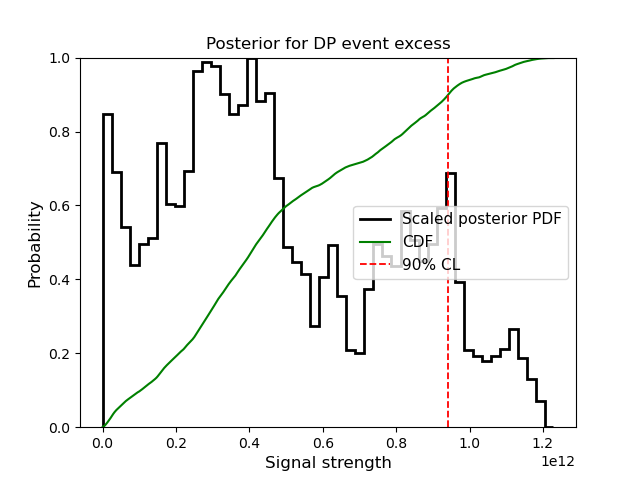 Posterior for DP event excess
Probability
1.0
0.8
0.6
0.4
0.2
0.0
Scaled posterior PDF
CDF
90% CL
0.0 0.2 0.4 0.6 0.8 1.0 1.2
1e12
Signal strength